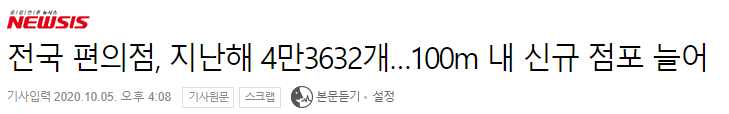 공감언론 뉴시스
NEWSIS
전국 편의점, 지난해 4만3632개...100m 내 신규 점포 늘어
기사입력 2020.10.05. 오후 4:08 기사원문 스크랩 본문듣기 • 설정